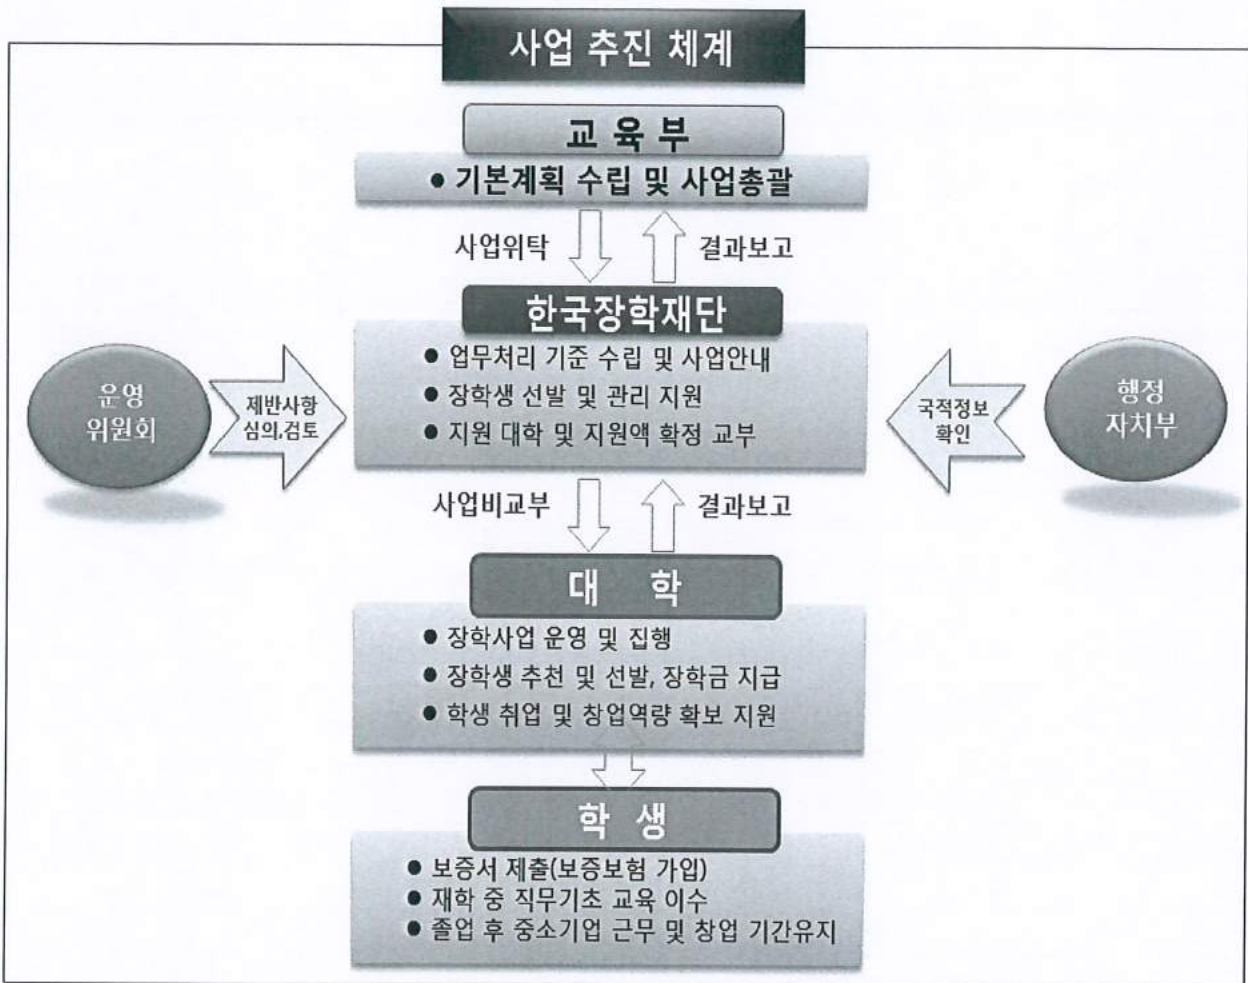 사업 추진 체계
교 육 부
● 기본계획 수립 및 사업총괄
사업위탁
결과보고
한국장학재단
● 업무처리 기준 수립 및 사업안내
● 장학생 선발 및 관리 지원
● 지원 대학 및 지원액 확정 교부
운영
위원회
제반사항
심의,검토
국적정보
확인
행정
자치부
사업비교부
결과보고
대 학
● 장학사업 운영 및 집행
● 장학생 추천 및 선발, 장학금 지급
● 학생 취업 및 창업역량 확보 지원
학 생
● 보증서 제출(보증보험 가입)
● 재학 중 직무기초 교육 이수
● 졸업 후 중소기업 근무 및 창업 기간유지